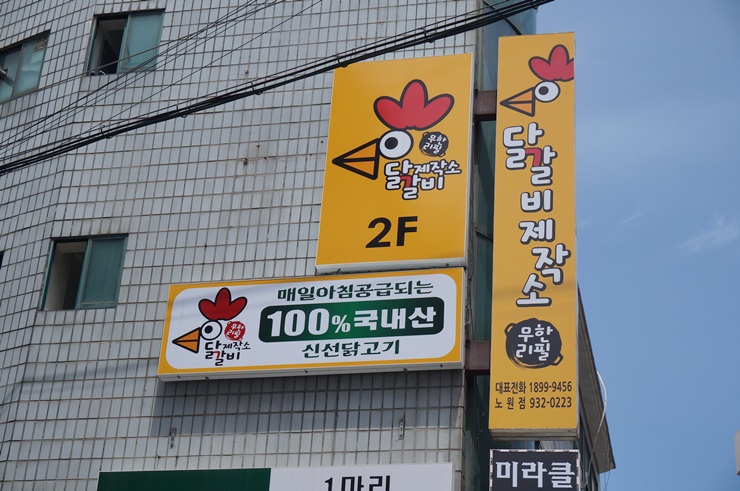 무한
리필
닭제작소
갈비
2F
매일아침공급되는
100%국내산
신선닭고기
무한
리필
닭제작소
갈비
닭갈비제작소
무한
리필
대표전화 1899-9456
노원점 932-0223
미라클
1마리